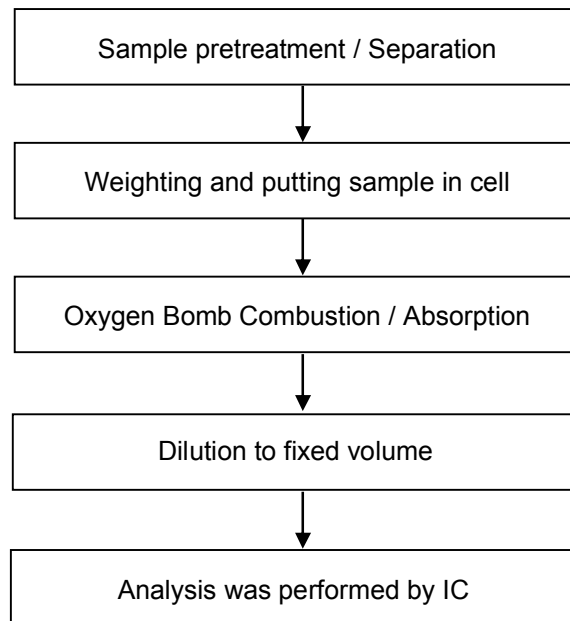 Sample pretreatment / Separation
Weighting and putting sample in cell
Oxygen Bomb Combustion / Absorption
Dilution to fixed volume
Analysis was performed by IC